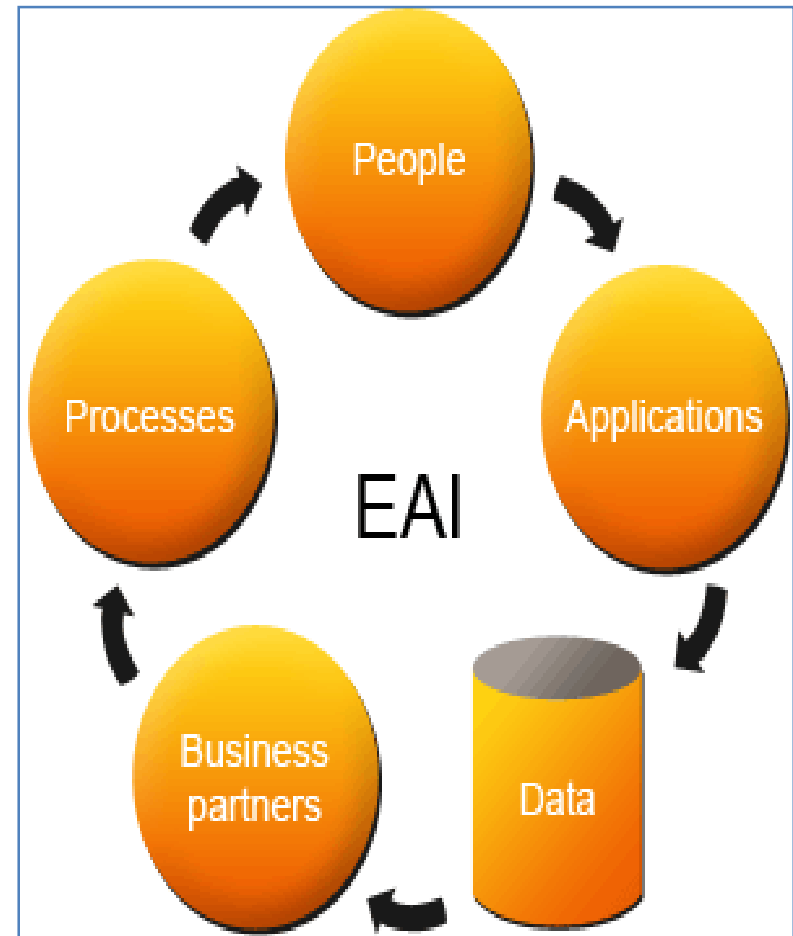 People
Applications
Processes
EAI
Business
partners
Data